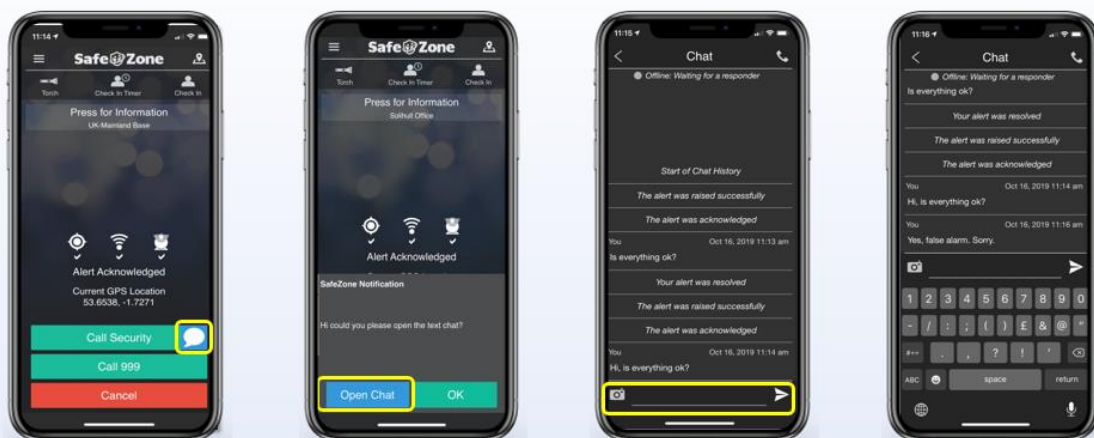 11:14
SafeZone
Torch
Check In Timer
Check In
Press for Information
UK-Mainland Base
Alert Acknowledged
Current GPS Location
53.6538, -1.7271
Call Security
Call 999
Cancel
SafeZone
Torch
Check In Timer
Check In
Press for Information
Solihull Office
Alert Acknowledged
SafeZone Notification
Hi could you please open the text chat?
Open Chat
OK
11:15
Chat
Offline: Waiting for a responder
Start of Chat History
The alert was raised successfully
The alert was acknowledged
You Oct 16, 2019 11:13 am
Is everything ok?
Your alert was resolved
The alert was raised successfully
The alert was acknowledged
You Oct 16, 2019 11:14 am
Hi, is everything ok?
11:16
Chat
Offline: Waiting for a responder
Is everything ok?
Your alert was resolved
The alert was raised successfully
The alert was acknowledged
You Oct 16, 2019 11:14 am
Hi, is everything ok?
You Oct 16, 2019 11:16 am
Yes, false alarm. Sorry.
1 2 3 4 5 6 7 8 9 0
- / : ; ( ) £ & @ "
#+= . , ? ! '
ABC space return